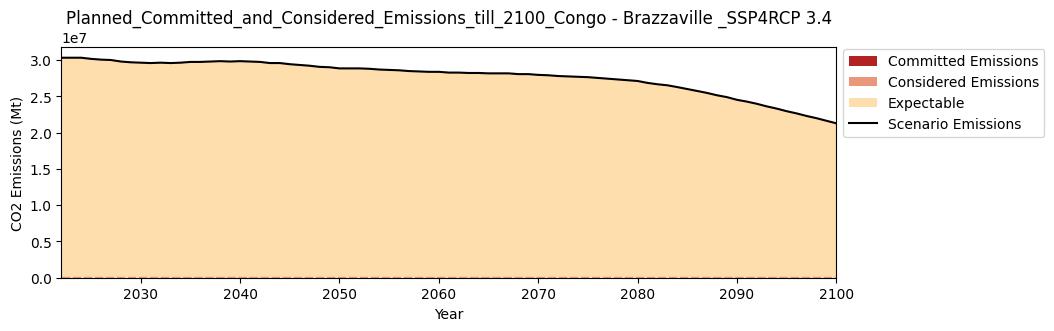 Planned_Committed_and_Considered_Emissions_till_2100_Congo - Brazzaville _SSP4RCP 3.4
1e7
3.0
2.5
2.0
1.5
1.0
0.5
0.0
CO2 Emissions (Mt)
2030 2040 2050 2060 2070 2080 2090 2100
Year
Committed Emissions
Considered Emissions
Expectable
Scenario Emissions